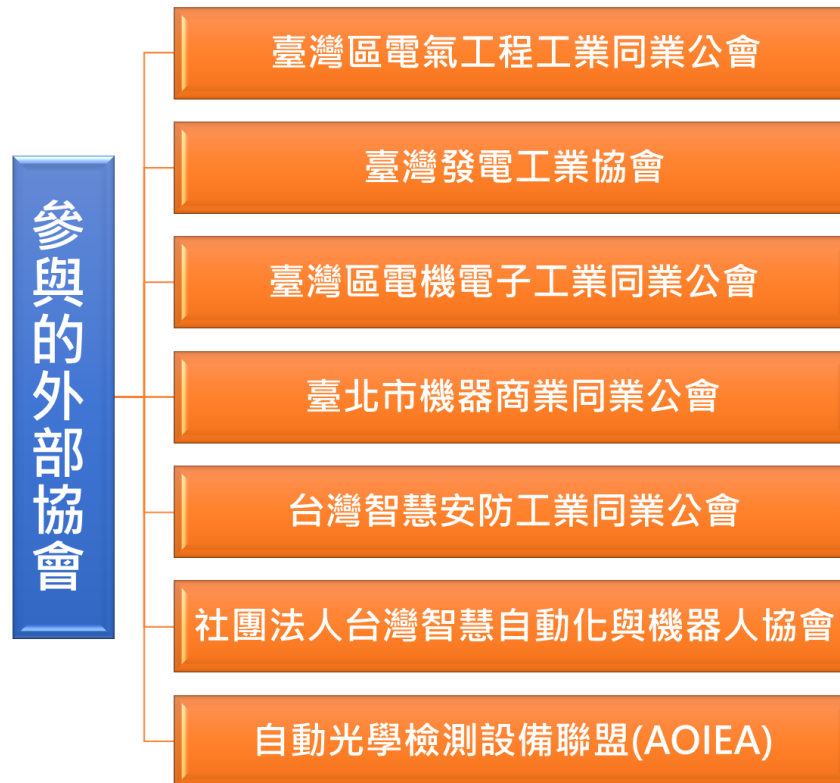 參與的外部協會
臺灣區電氣工程工業同業公會
臺灣發電工業協會
臺灣區電機電子工業同業公會
臺北市機器商業同業公會
台灣智慧安防工業同業公會
社團法人台灣智慧自動化與機器人協會
自動光學檢測設備聯盟(AOIEA)